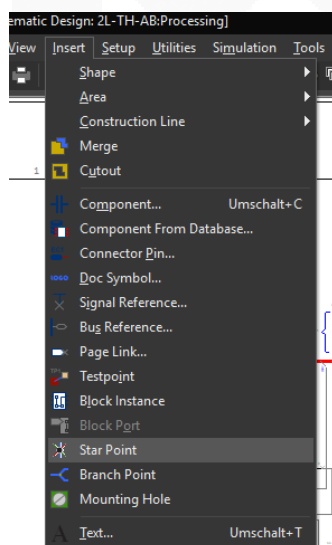 ematic Design: 2L-TH-AB:Processing]
View Insert Setup Utilities Simulation Tools
Shape
Area
Construction Line
Merge
1
Cutout
Component... Umschalt+C
Component From Database...
Connector Pin...
LOGO Doc Symbol...
Signal Reference...
Bus Reference...
Page Link...
Testpoint
Block Instance
Block Port
Star Point
Branch Point
Mounting Hole
A Text... Umschalt+T